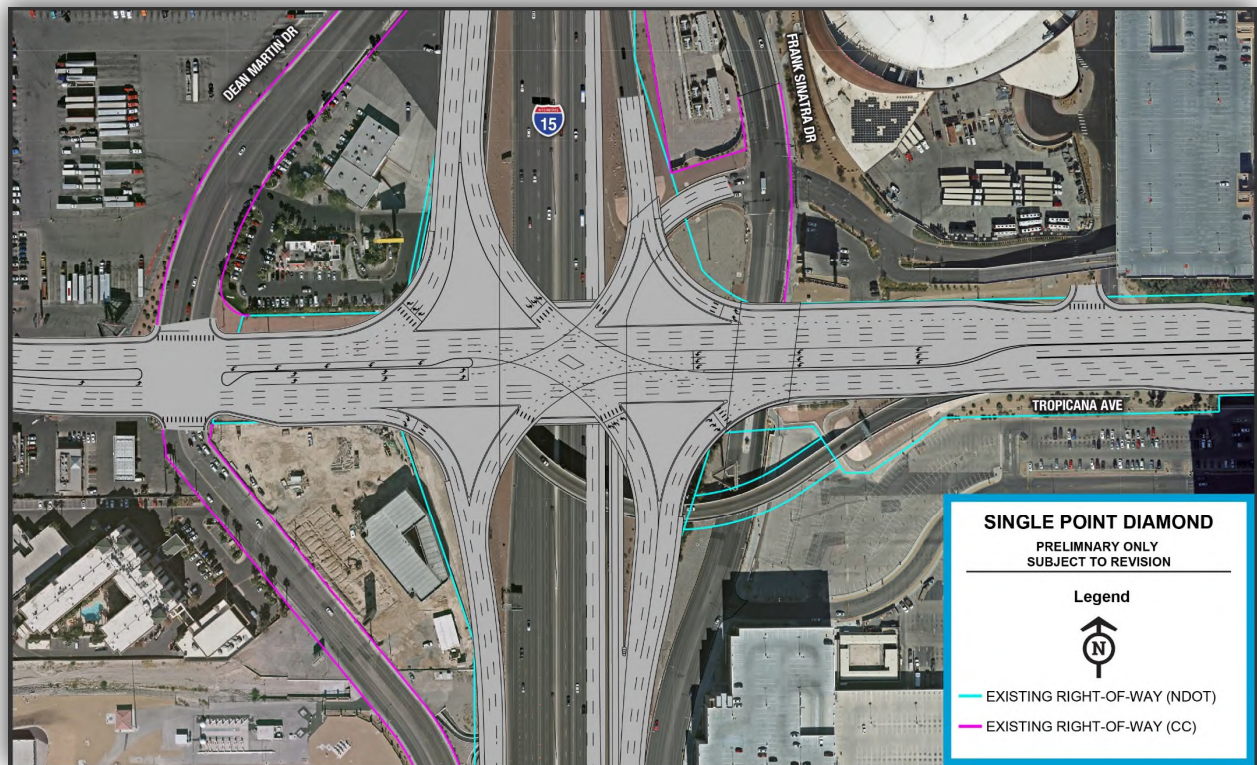 DEAN MARTIN DR
INTERSTATE
15
FRANK SINATRA DR
TROPICANA AVE
SINGLE POINT DIAMOND
PRELIMNARY ONLY
SUBJECT TO REVISION
Legend
N
EXISTING RIGHT-OF-WAY (NDOT)
EXISTING RIGHT-OF-WAY (CC)